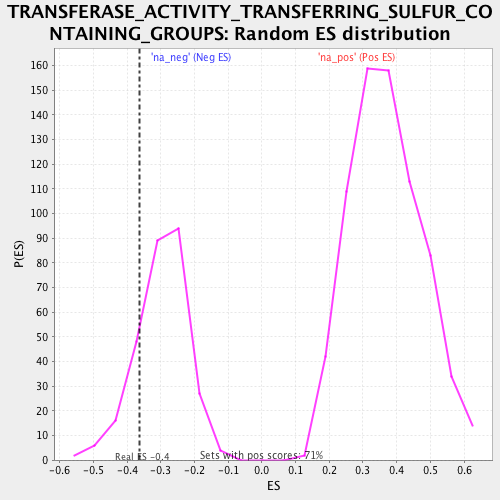 TRANSFERASE_ACTIVITY_TRANSFERRING_SULFUR_CO
NTAINING_GROUPS: Random ES distribution
'na_neg' (Neg ES)
'na_pos' (Pos ES)
160
150
140
130
120
110
100
90
80
70
60
50
40
30
20
10
0
P(ES)
Real ES -0.4
Sets with pos scores: 71%
-0.6 -0.5 -0.4 -0.3 -0.2 -0.1 0.0 0.1 0.2 0.3 0.4 0.5 0.6
ES